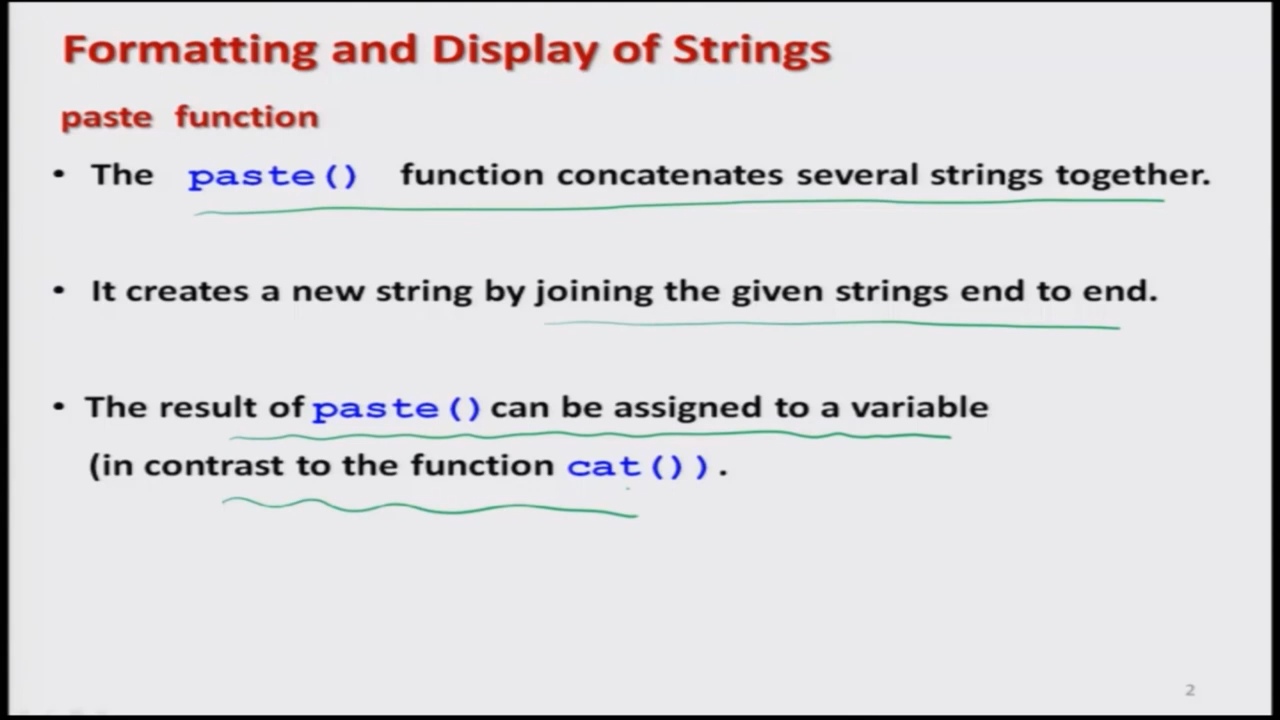 Formatting and Display of Strings
paste function
• The paste() function concatenates several strings together.
• It creates a new string by joining the given strings end to end.
• The result of paste() can be assigned to a variable
(in contrast to the function cat()).
2